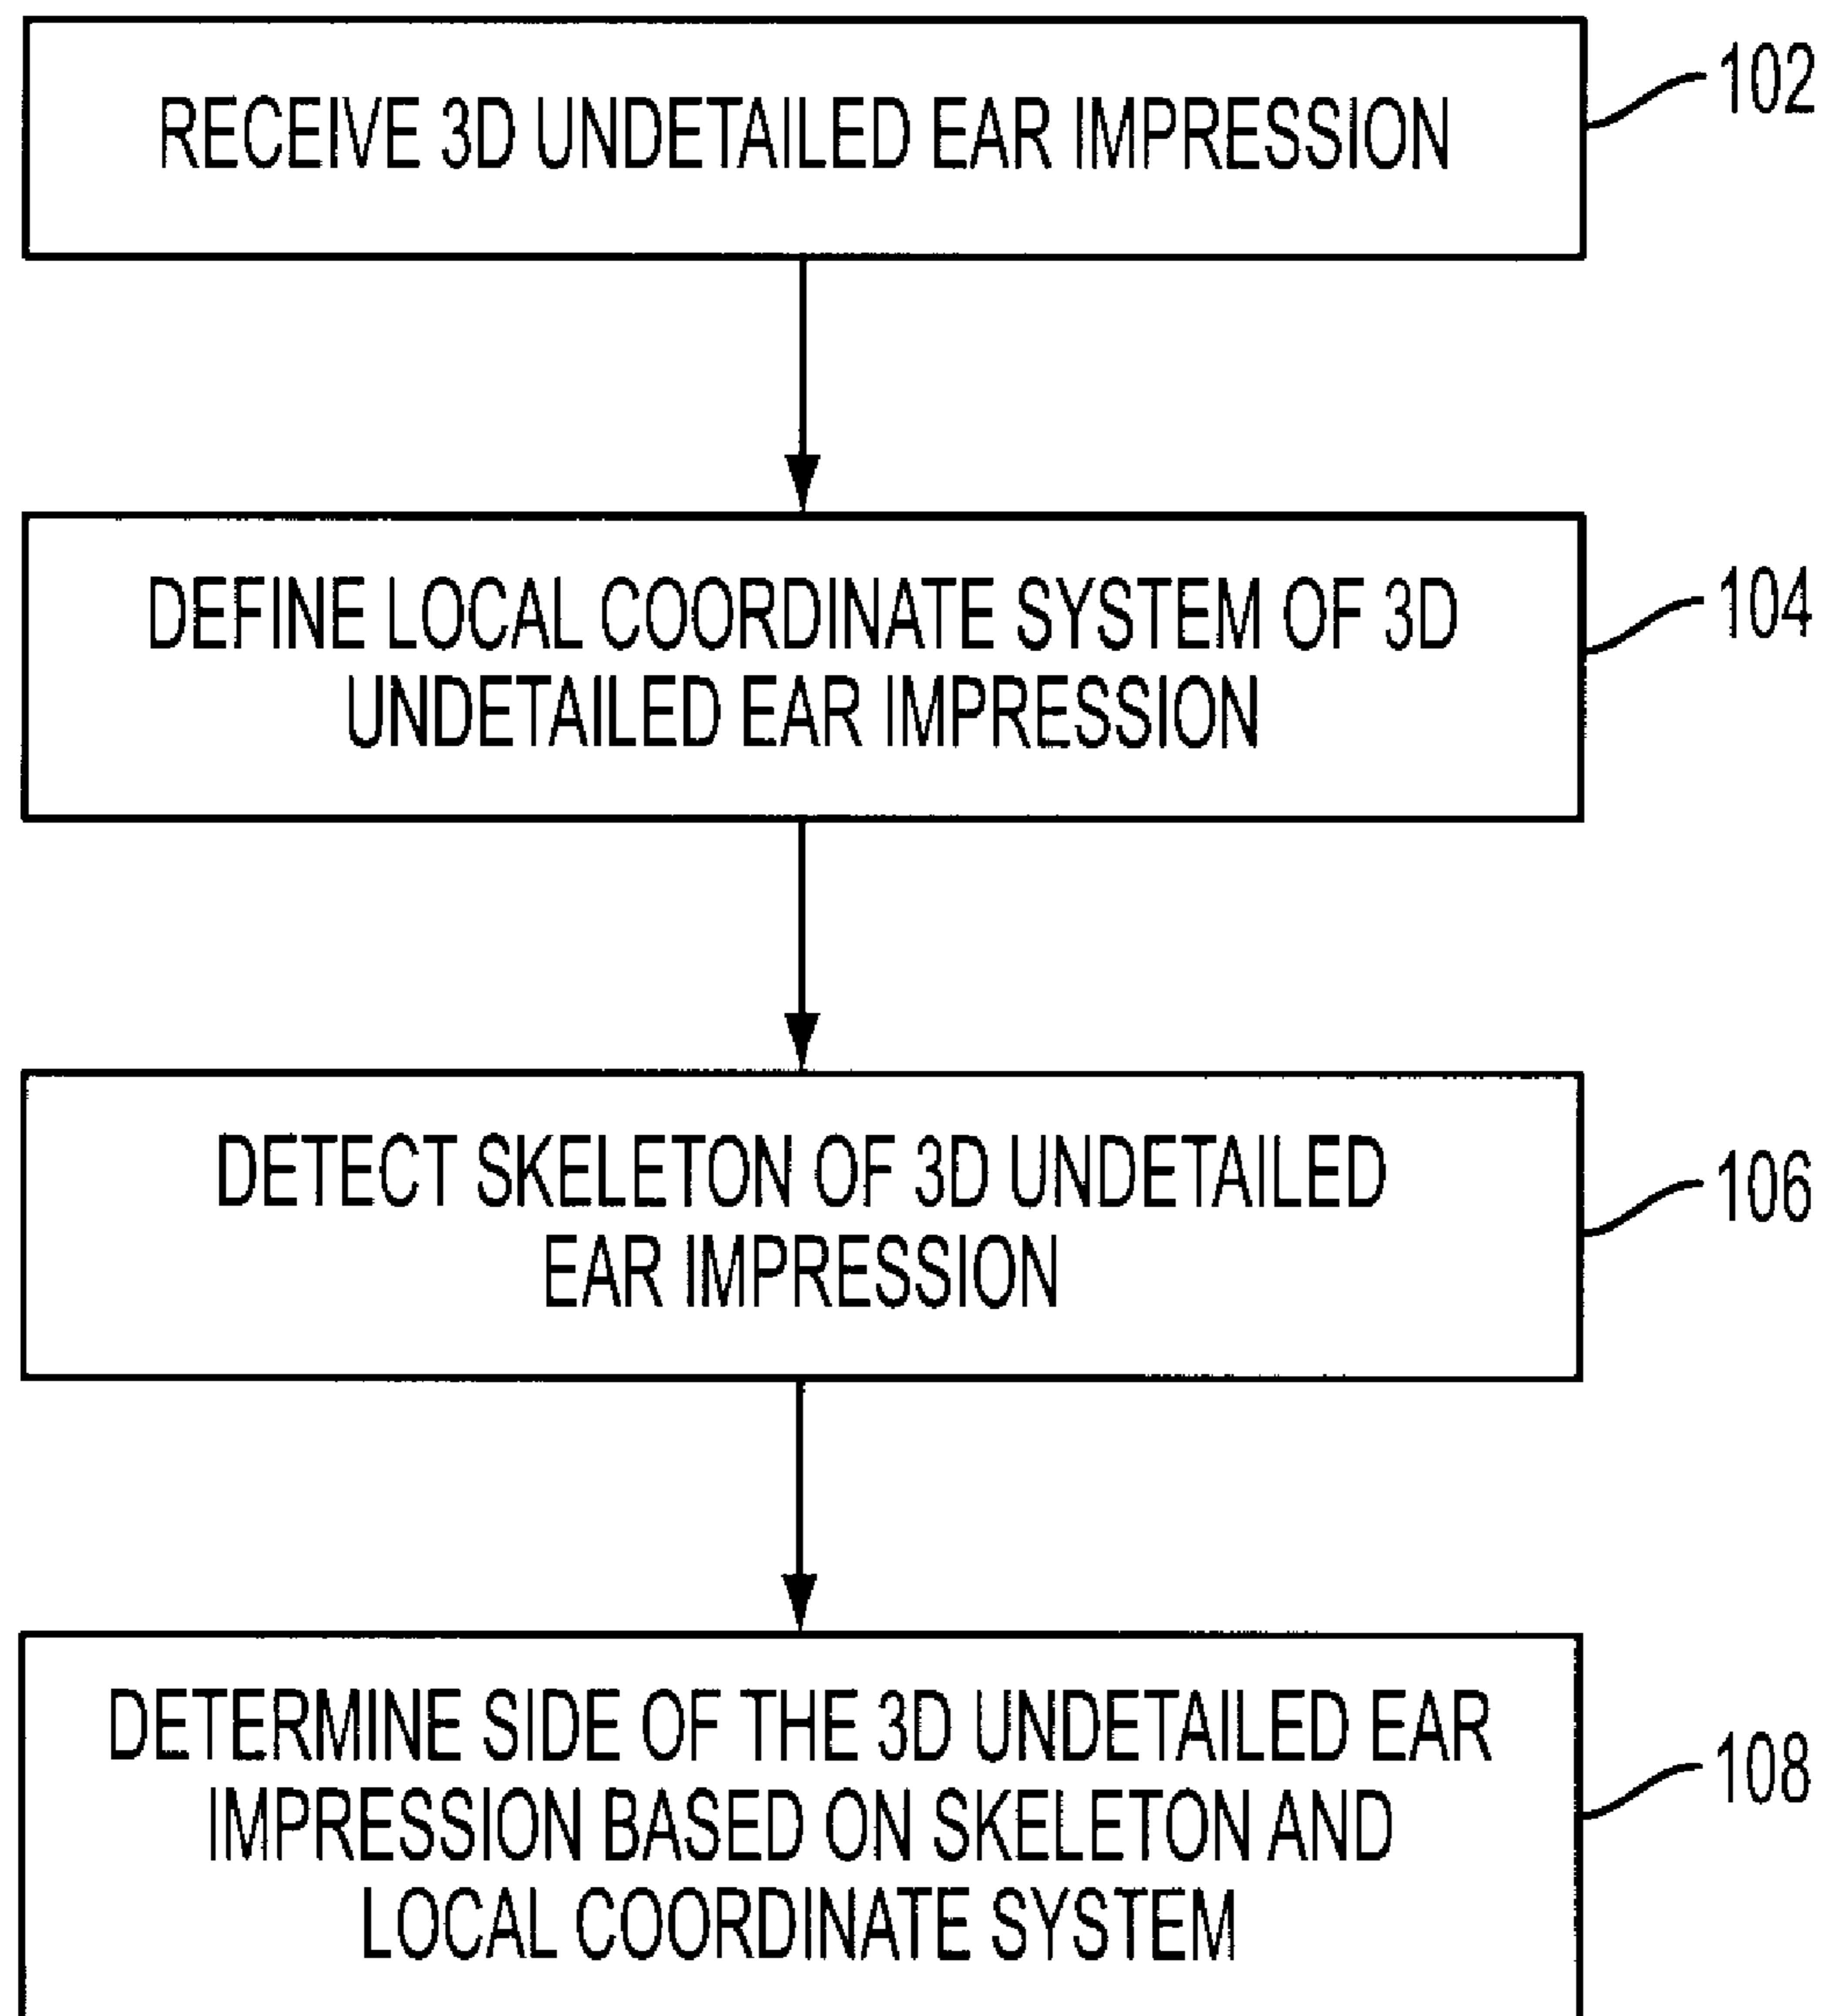 RECEIVE 3D UNDETAILED EAR IMPRESSION
102
DEFINE LOCAL COORDINATE SYSTEM OF 3D
UNDETAILED EAR IMPRESSION
104
DETECT SKELETON OF 3D UNDETAILED
EAR IMPRESSION
106
DETERMINE SIDE OF THE 3D UNDETAILED EAR
IMPRESSION BASED ON SKELETON AND
LOCAL COORDINATE SYSTEM
108